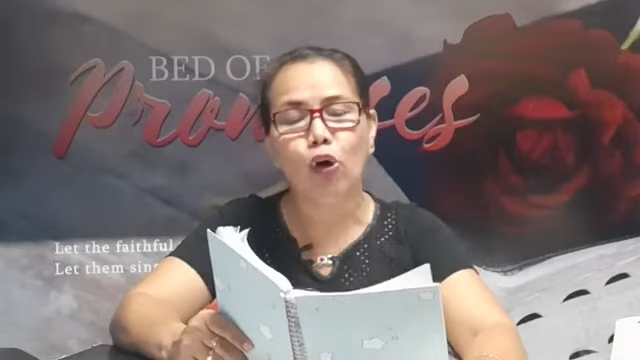 BED OF
Promises
Let the faithful
Let them sing